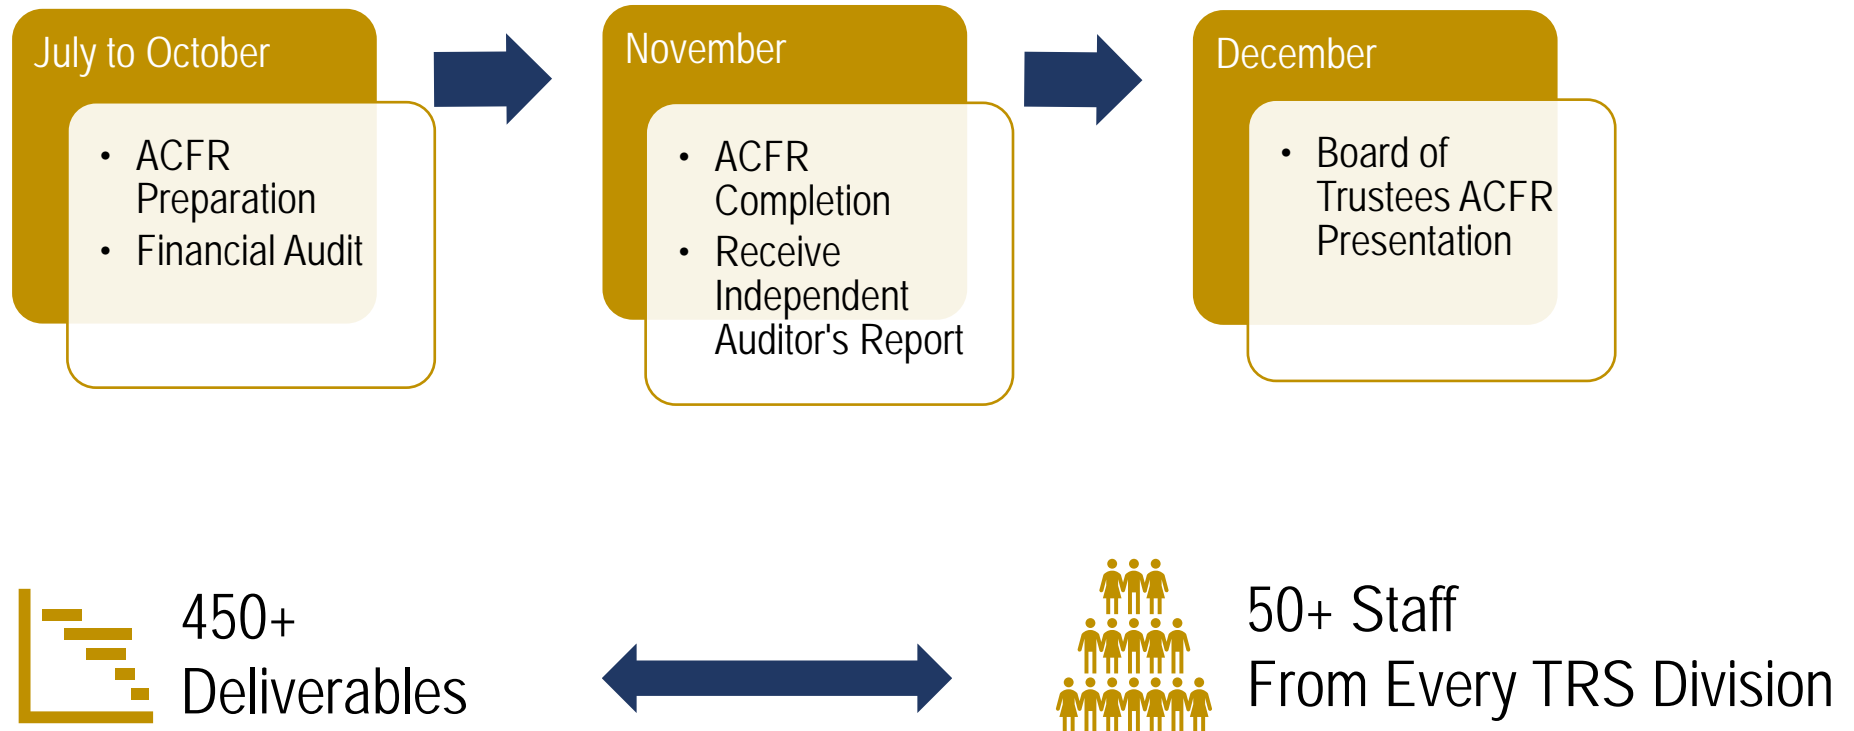 July to October
• ACFR
Preparation
• Financial Audit
November
• ACFR
Completion
• Receive
Independent
Auditor's Report
December
• Board of
Trustees ACFR
Presentation
450+
Deliverables
50+ Staff
From Every TRS Division